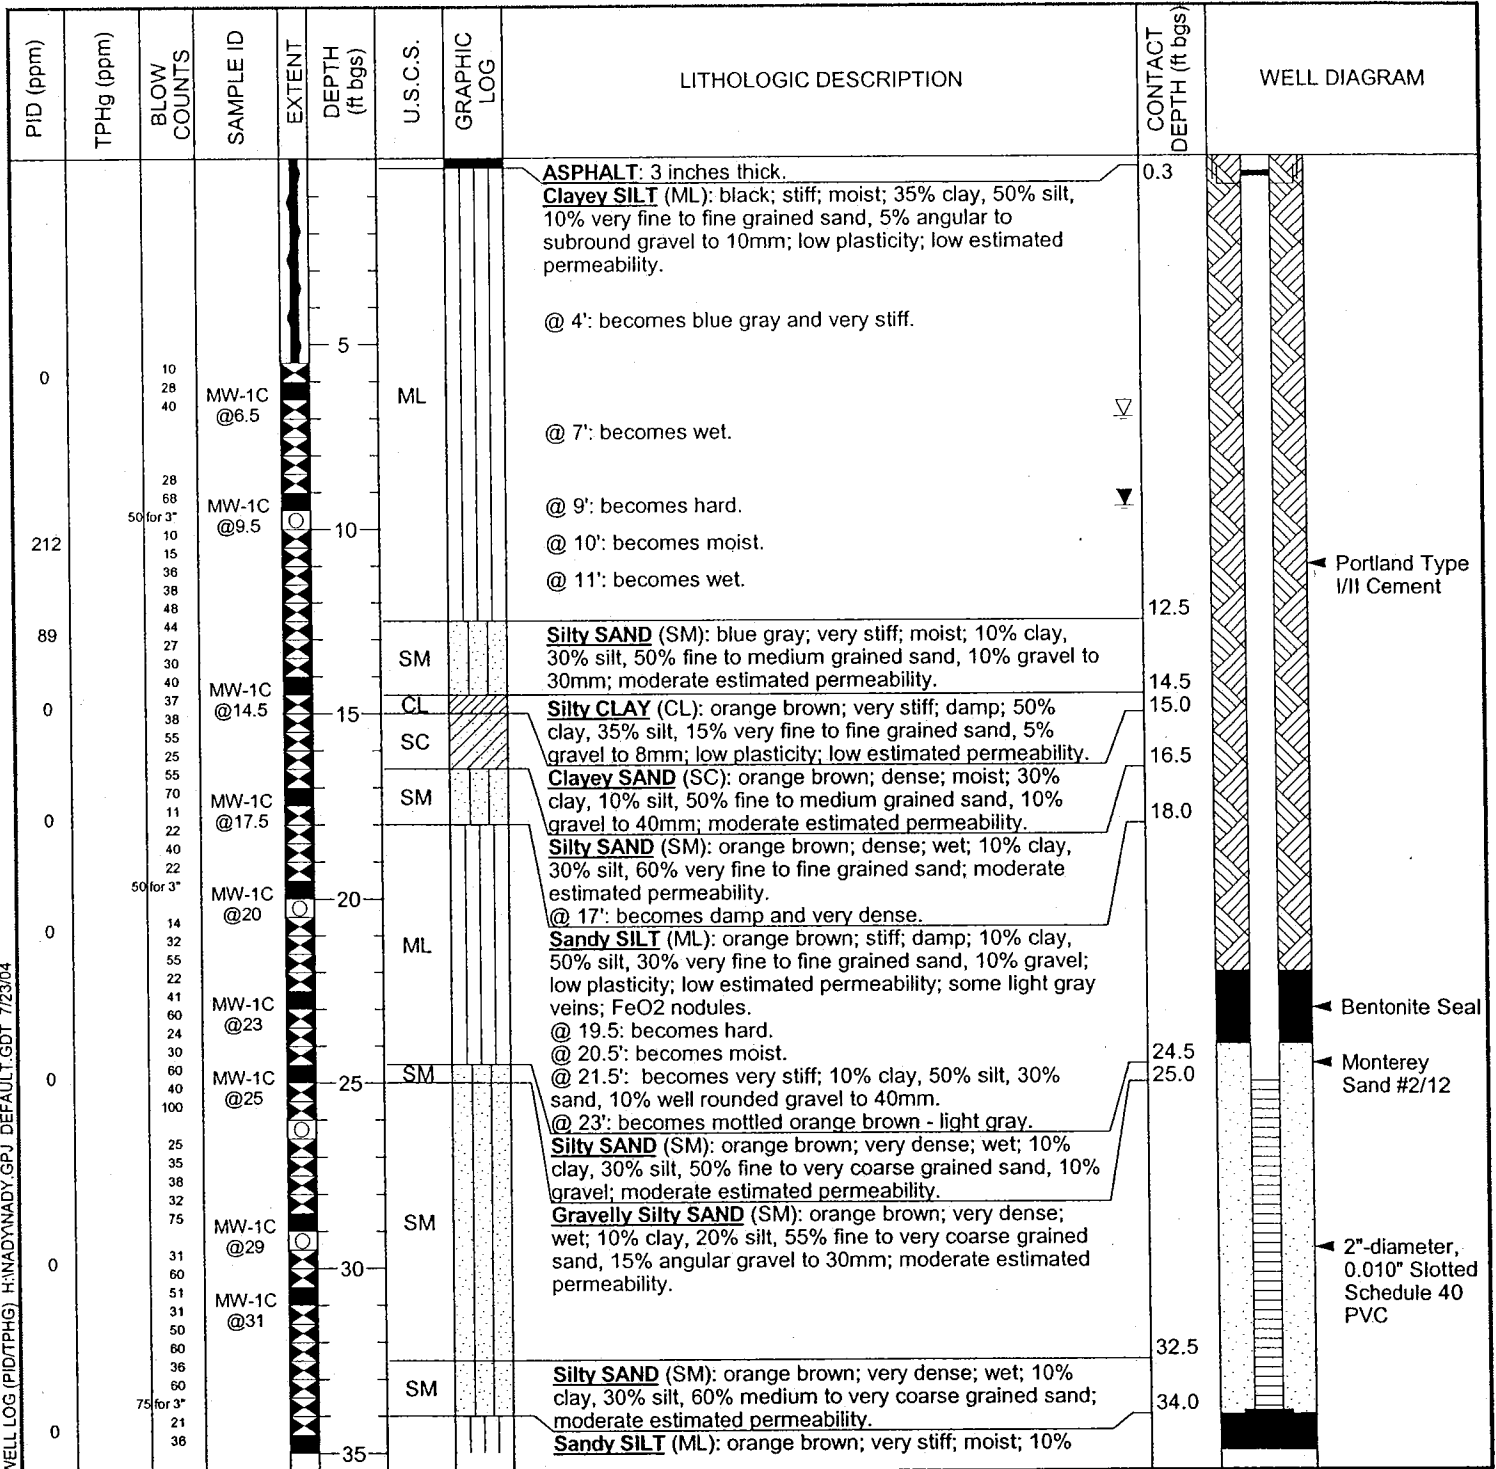 PID (ppm)
TPHg (ppm)
BLOW
COUNTS
SAMPLE ID
EXTENT
DEPTH
(ft bgs)
U.S.C.S.
GRAPHIC
LOG
LITHOLOGIC DESCRIPTION
CONTACT
DEPTH (ft bgs)
WELL DIAGRAM
ASPHALT: 3 inches thick.
0.3
Clayey SILT (ML): black; stiff; moist; 35% clay, 50% silt,
10% very fine to fine grained sand, 5% angular to
subround gravel to 10mm; low plasticity; low estimated
permeability.
@ 4': becomes blue gray and very stiff.
5
0
10
28
40
MW-1C
@6.5
ML
@ 7': becomes wet.
28
68
50 for 3"
MW-1C
@9.5
@ 9': becomes hard.
10
212
10
15
36
38
48
@ 10': becomes moist.
@ 11': becomes wet.
Portland Type
I/II Cement
12.5
89
44
27
30
40
SM
Silty SAND (SM): blue gray; very stiff; moist; 10% clay,
30% silt, 50% fine to medium grained sand, 10% gravel to
30mm; moderate estimated permeability.
14.5
MW-1C
@14.5
0
37
38
55
25
15
CL
SC
Silty CLAY (CL): orange brown; very stiff; damp; 50%
clay, 35% silt, 15% very fine to fine grained sand, 5%
gravel to 8mm; low plasticity; low estimated permeability.
15.0
16.5
55
70
11
22
MW-1C
@17.5
0
SM
Clayey SAND (SC): orange brown; dense; moist; 30%
clay, 10% silt, 50% fine to medium grained sand, 10%
gravel to 40mm; moderate estimated permeability.
18.0
40
22
50 for 3"
MW-1C
@20
20
Silty SAND (SM): orange brown; dense; wet; 10% clay,
30% silt, 60% very fine to fine grained sand; moderate
estimated permeability.
@ 17': becomes damp and very dense.
0
14
32
55
22
ML
Sandy SILT (ML): orange brown; stiff; damp; 10% clay,
50% silt, 30% very fine to fine grained sand, 10% gravel;
low plasticity; low estimated permeability; some light gray
veins; FeO2 nodules.
41
60
24
30
MW-1C
@23
Bentonite Seal
@ 19.5: becomes hard.
@ 20.5': becomes moist.
24.5
@ 21.5': becomes very stiff; 10% clay, 50% silt, 30%
sand, 10% well rounded gravel to 40mm.
@ 23': becomes mottled orange brown - light gray.
Monterey
Sand #2/12
0
60
40
100
MW-1C
@25
25
SM
25.0
Silty SAND (SM): orange brown; very dense; wet; 10%
clay, 30% silt, 50% fine to very coarse grained sand, 10%
gravel; moderate estimated permeability.
25
35
38
32
75
MW-1C
@29
SM
Gravelly Silty SAND (SM): orange brown; very dense;
wet; 10% clay, 20% silt, 55% fine to very coarse grained
sand, 15% angular gravel to 30mm; moderate estimated
permeability.
2"-diameter,
0.010" Slotted
Schedule 40
PVC
0
31
60
51
31
50
60
30
MW-1C
@31
32.5
36
60
75 for 3"
SM
Silty SAND (SM): orange brown; very dense; wet; 10%
clay, 30% silt, 60% medium to very coarse grained sand;
moderate estimated permeability.
34.0
0
21
36
35
Sandy SILT (ML): orange brown; very stiff; moist; 10%
WELL LOG (PID/TPHG) H:\NADY\NADY.GPJ DEFAULT.GDT 7/23/04